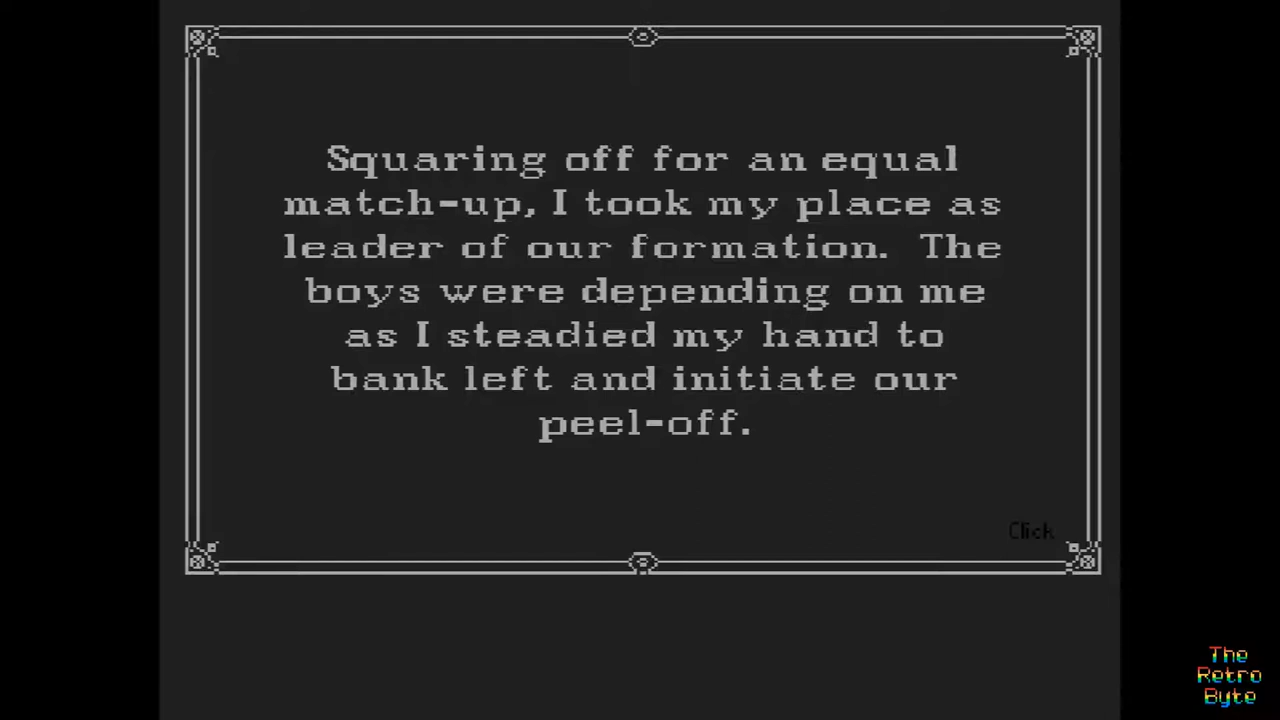 Squaring off for an equal
match-up, I took my place as
leader of our formation.  The
boys were depending on me
as I steadied my hand to
bank left and initiate our
peel-off.
Click
The
Retro
Byte